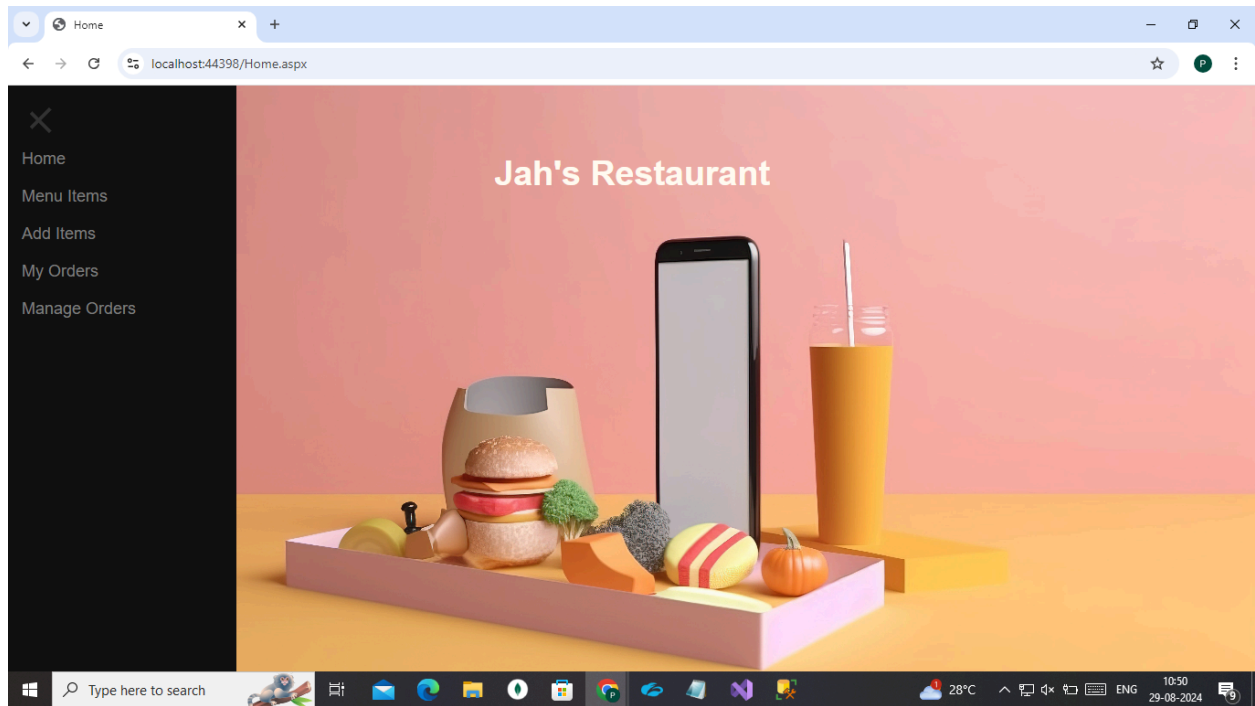 Home
localhost:44398/Home.aspx
P
Home
Menu Items
Add Items
My Orders
Manage Orders
Jah's Restaurant
Type here to search
28°C
ENG
10:50
29-08-2024